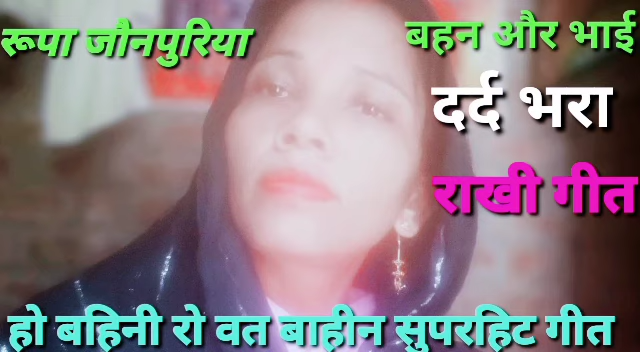 रूपा जौनपुरिया
बहन और भाई
दर्द भरा
राखी गीत
हो बहिनी रो वत बाहीन सुपरहिट गीत